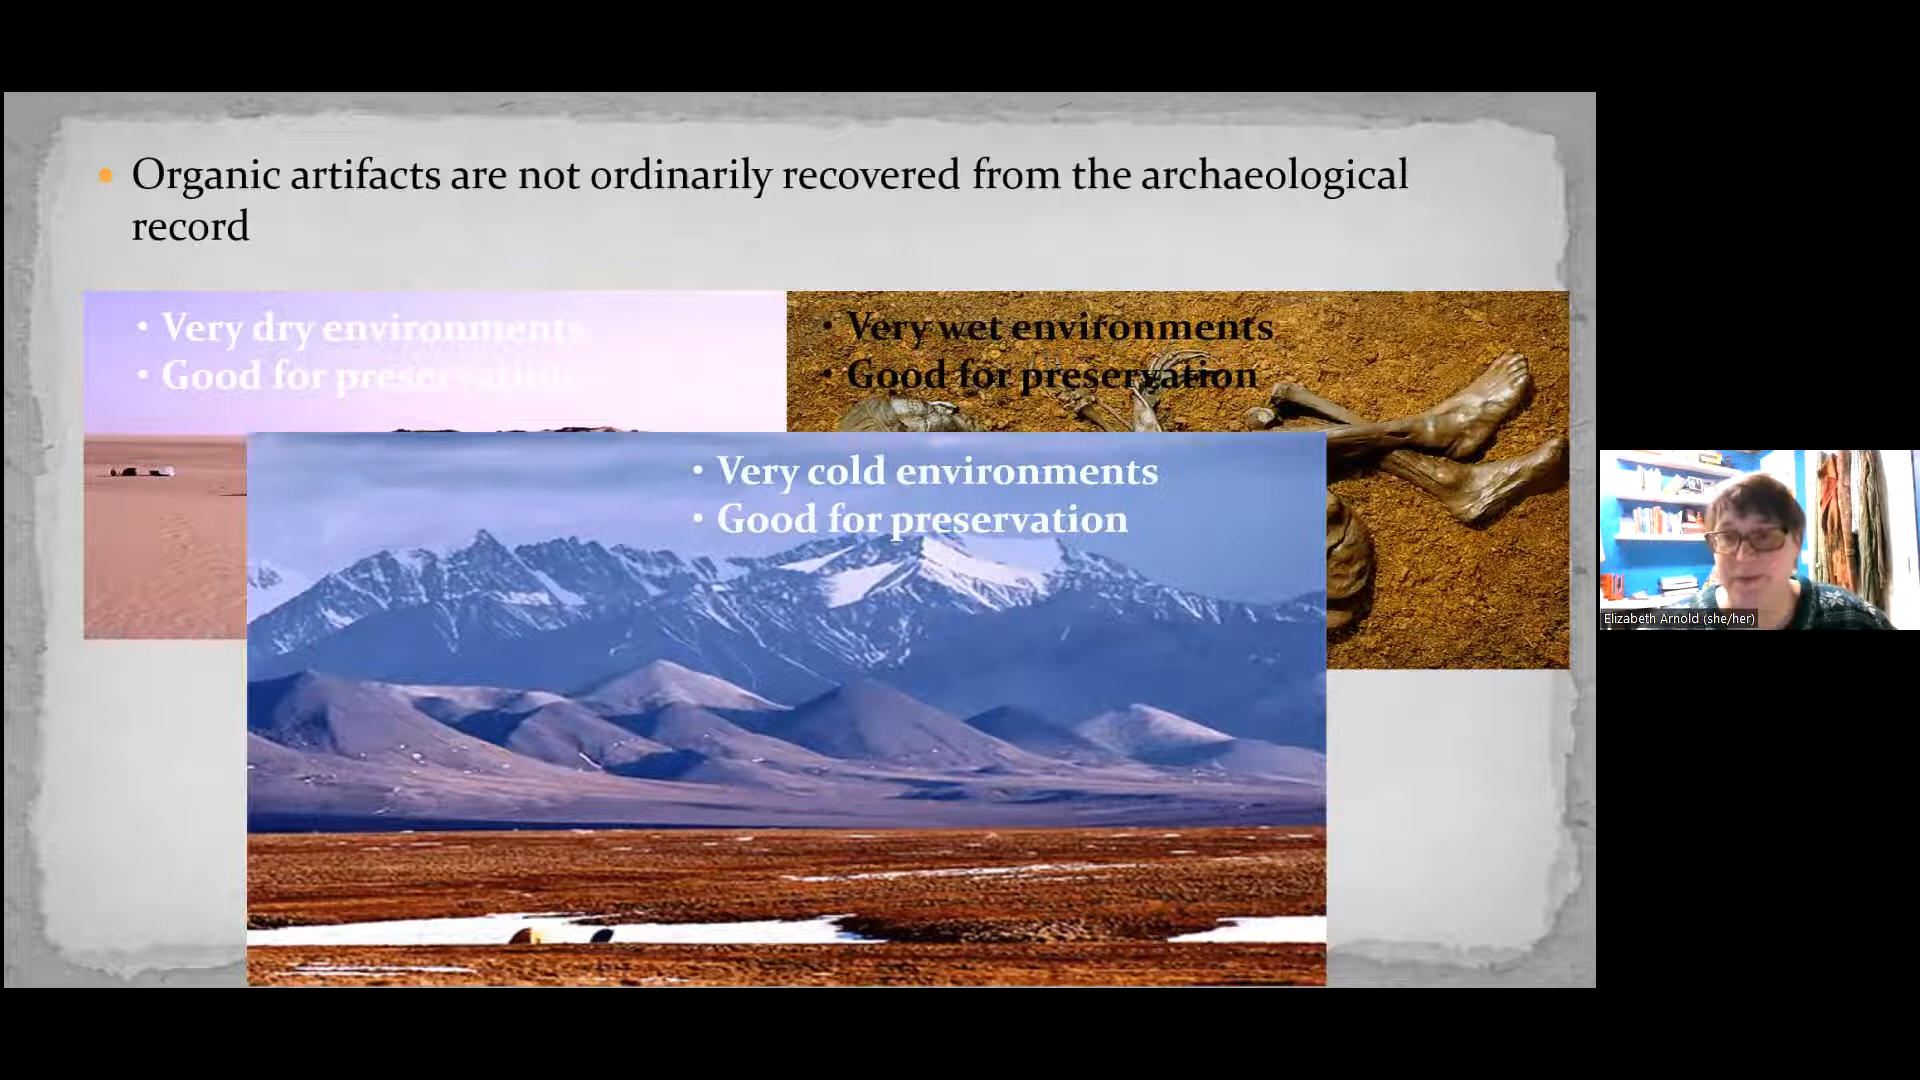 • Organic artifacts are not ordinarily recovered from the archaeological
record
• Very dry environments
• Good for preservation
• Very wet environments
• Good for preservation
• Very cold environments
• Good for preservation
Elizabeth Arnold (she/her)